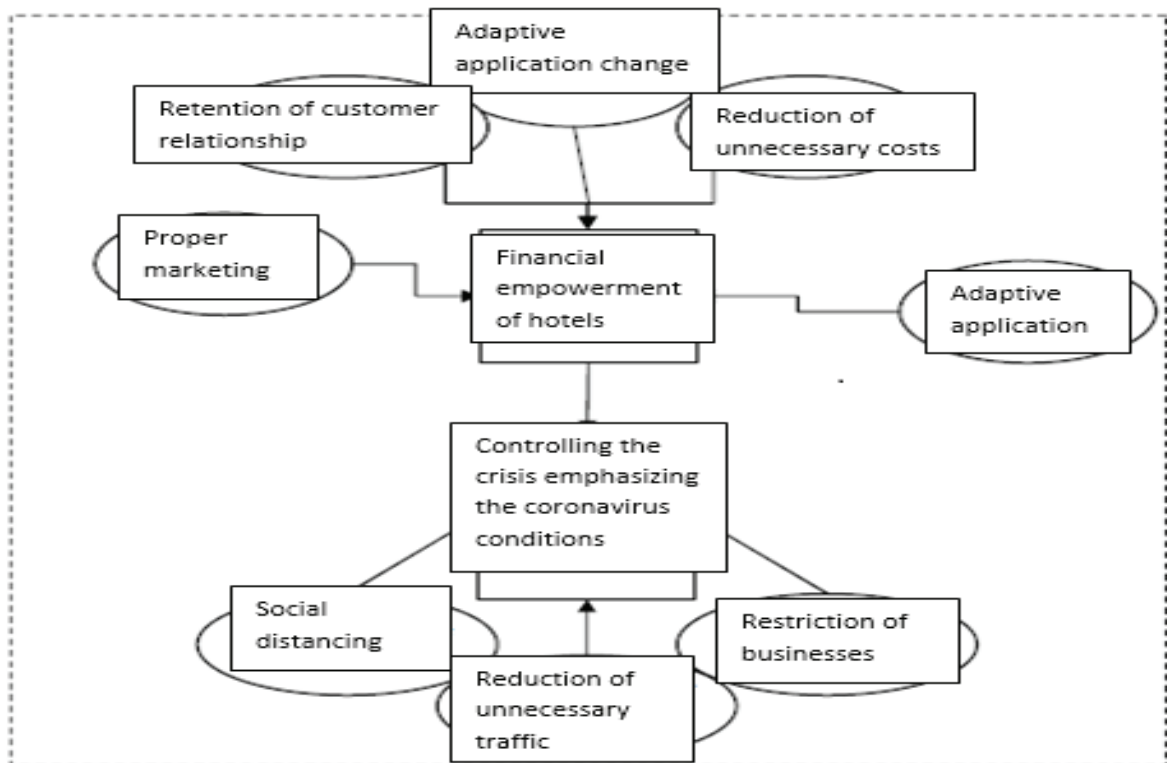 Adaptive
application change
Retention of customer
relationship
Reduction of
unnecessary costs
Proper
marketing
Financial
empowerment
of hotels
Adaptive
application
Controlling the
crisis emphasizing
the coronavirus
conditions
Social
distancing
Reduction of
unnecessary
traffic
Restriction of
businesses